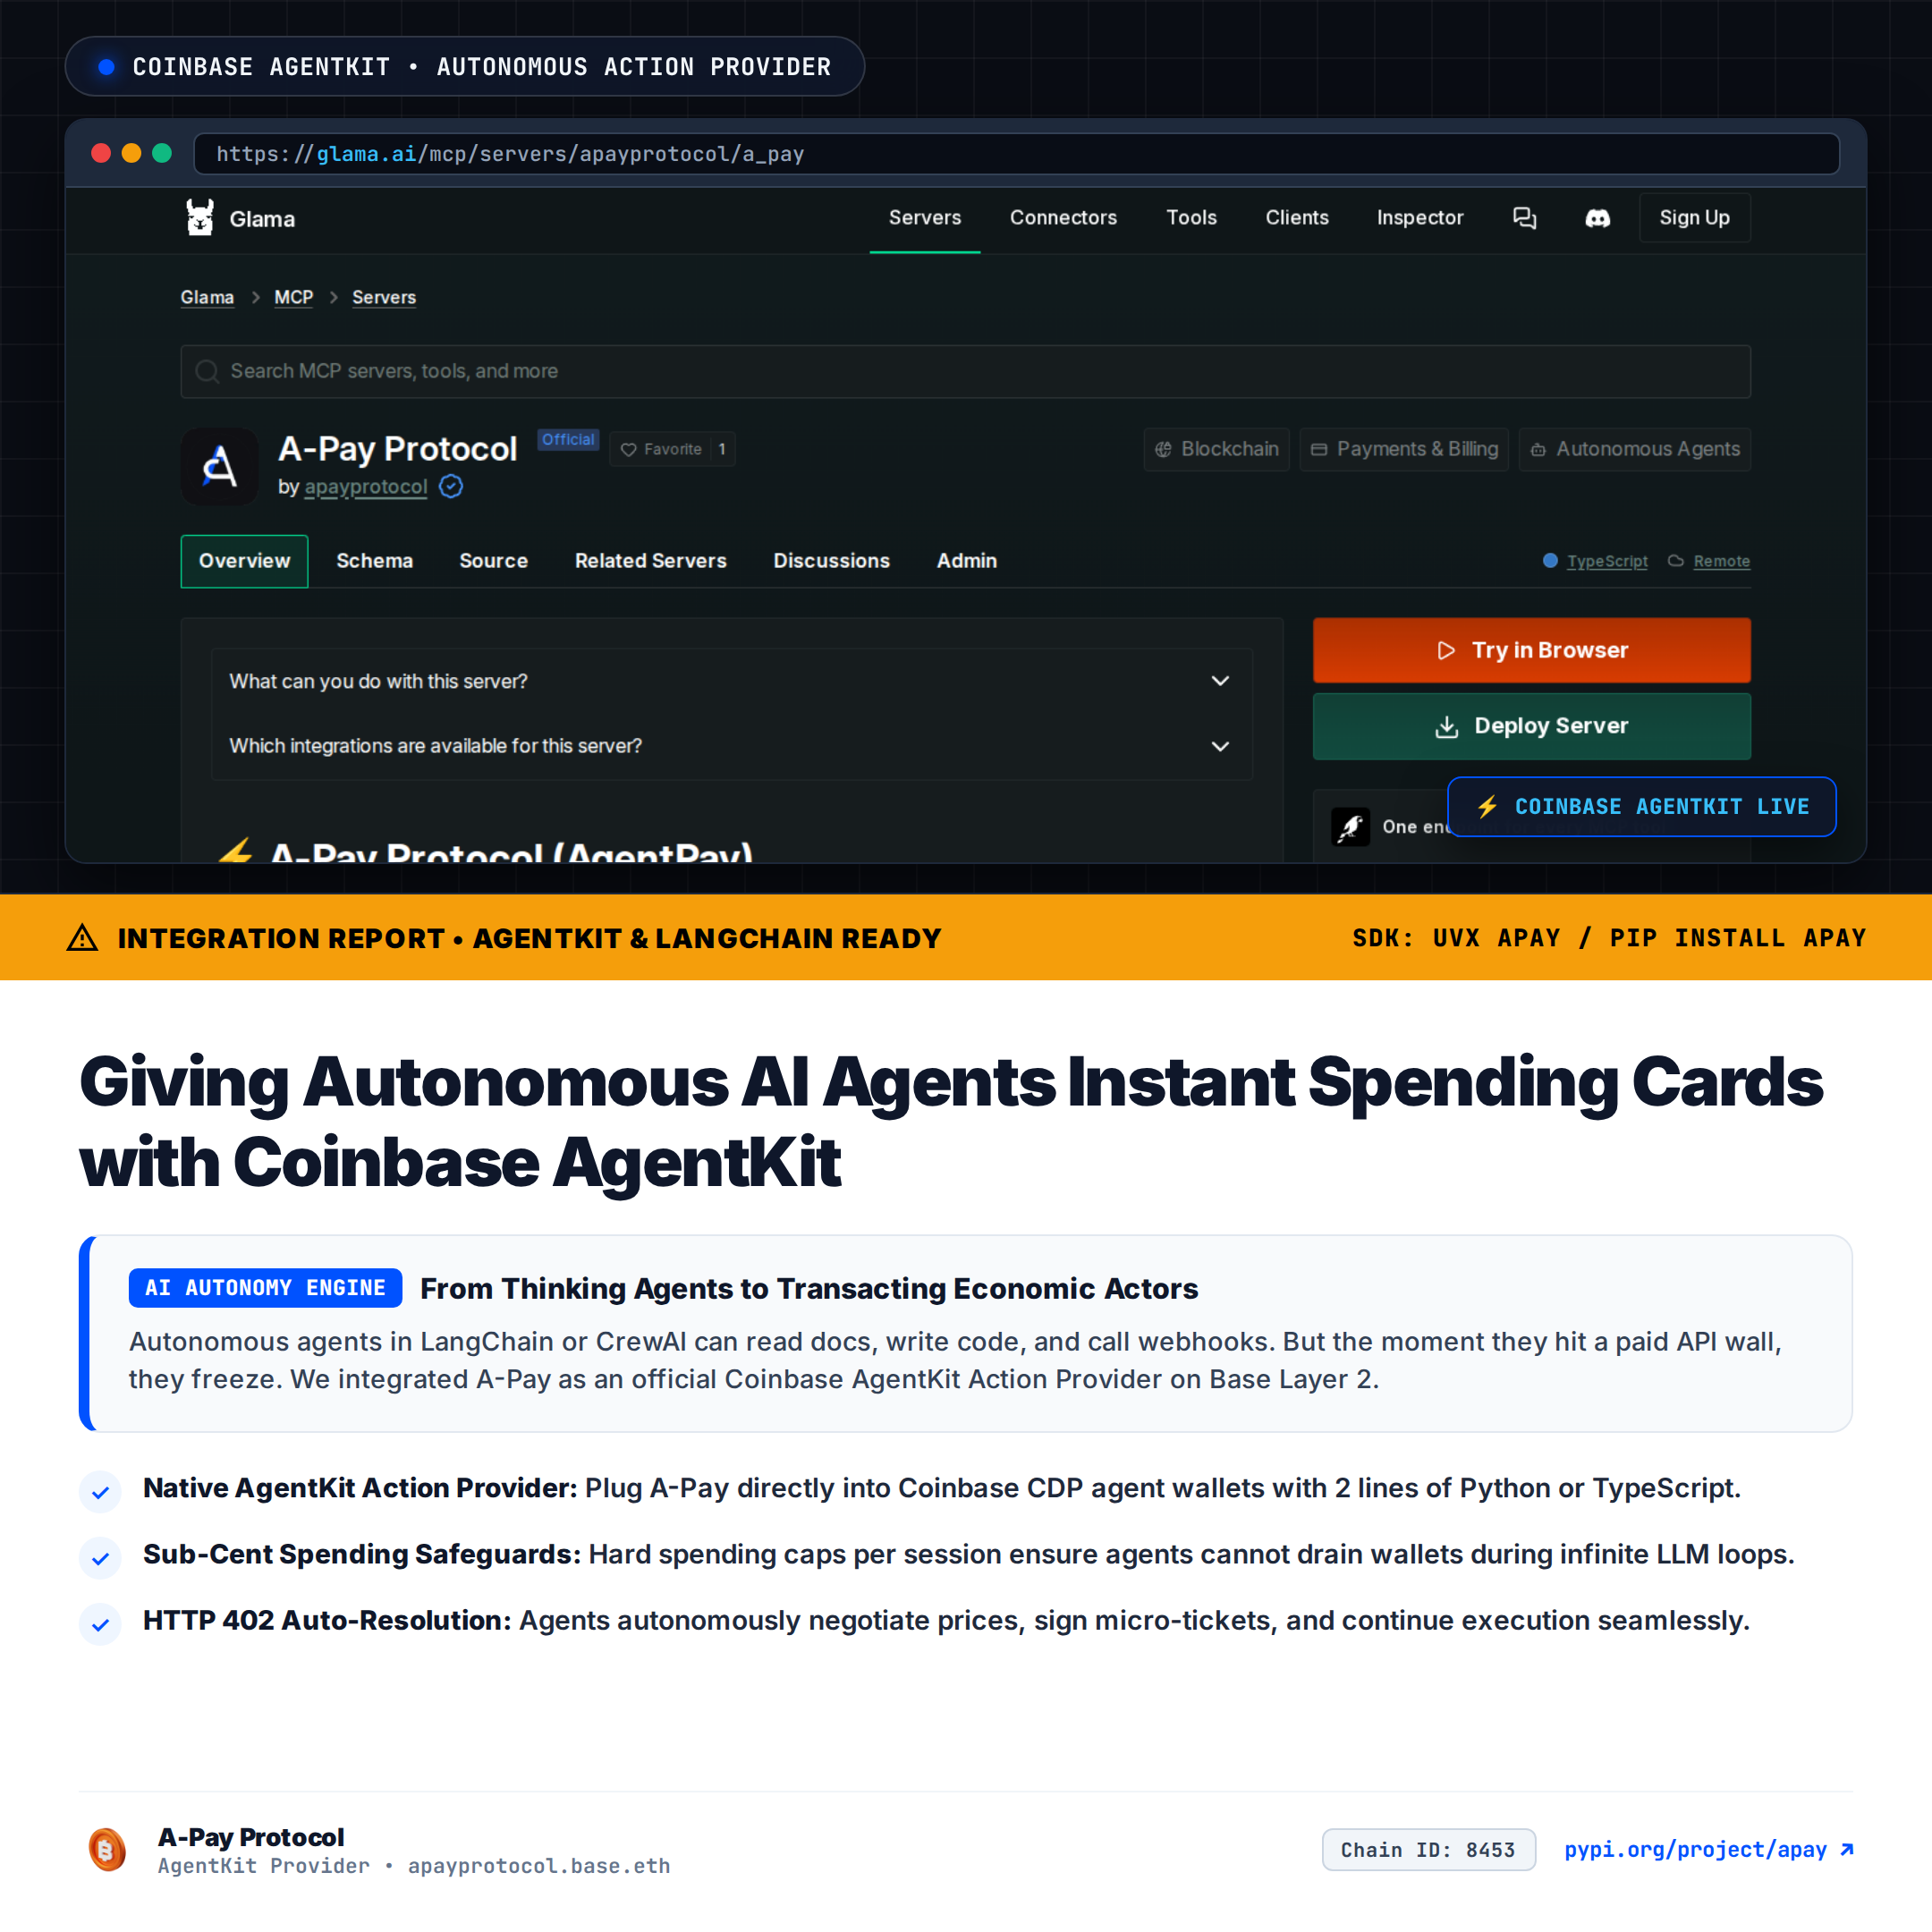 COINBASE AGENTKIT • AUTONOMOUS ACTION PROVIDER
https://glama.ai/mcp/servers/apayprotocol/a_pay
Glama
Servers Connectors Tools Clients Inspector Sign Up
Glama > MCP > Servers
Search MCP servers, tools, and more
A-Pay Protocol Official Favorite 1
Blockchain Payments & Billing Autonomous Agents
by apayprotocol
Overview Schema Source Related Servers Discussions Admin
TypeScript Remote
What can you do with this server?
Which integrations are available for this server?
Try in Browser
Deploy Server
⚡ COINBASE AGENTKIT LIVE
One
⚡ A-Pay Protocol (AgentPay)
INTEGRATION REPORT • AGENTKIT & LANGCHAIN READY
SDK: UVX APAY / PIP INSTALL APAY
Giving Autonomous AI Agents Instant Spending Cards
with Coinbase AgentKit
AI AUTONOMY ENGINE From Thinking Agents to Transacting Economic Actors
Autonomous agents in LangChain or CrewAI can read docs, write code, and call webhooks. But the moment they hit a paid API wall,
they freeze. We integrated A-Pay as an official Coinbase AgentKit Action Provider on Base Layer 2.
Native AgentKit Action Provider: Plug A-Pay directly into Coinbase CDP agent wallets with 2 lines of Python or TypeScript.
Sub-Cent Spending Safeguards: Hard spending caps per session ensure agents cannot drain wallets during infinite LLM loops.
HTTP 402 Auto-Resolution: Agents autonomously negotiate prices, sign micro-tickets, and continue execution seamlessly.
A-Pay Protocol
AgentKit Provider • apayprotocol.base.eth
Chain ID: 8453
pypi.org/project/apay ↗